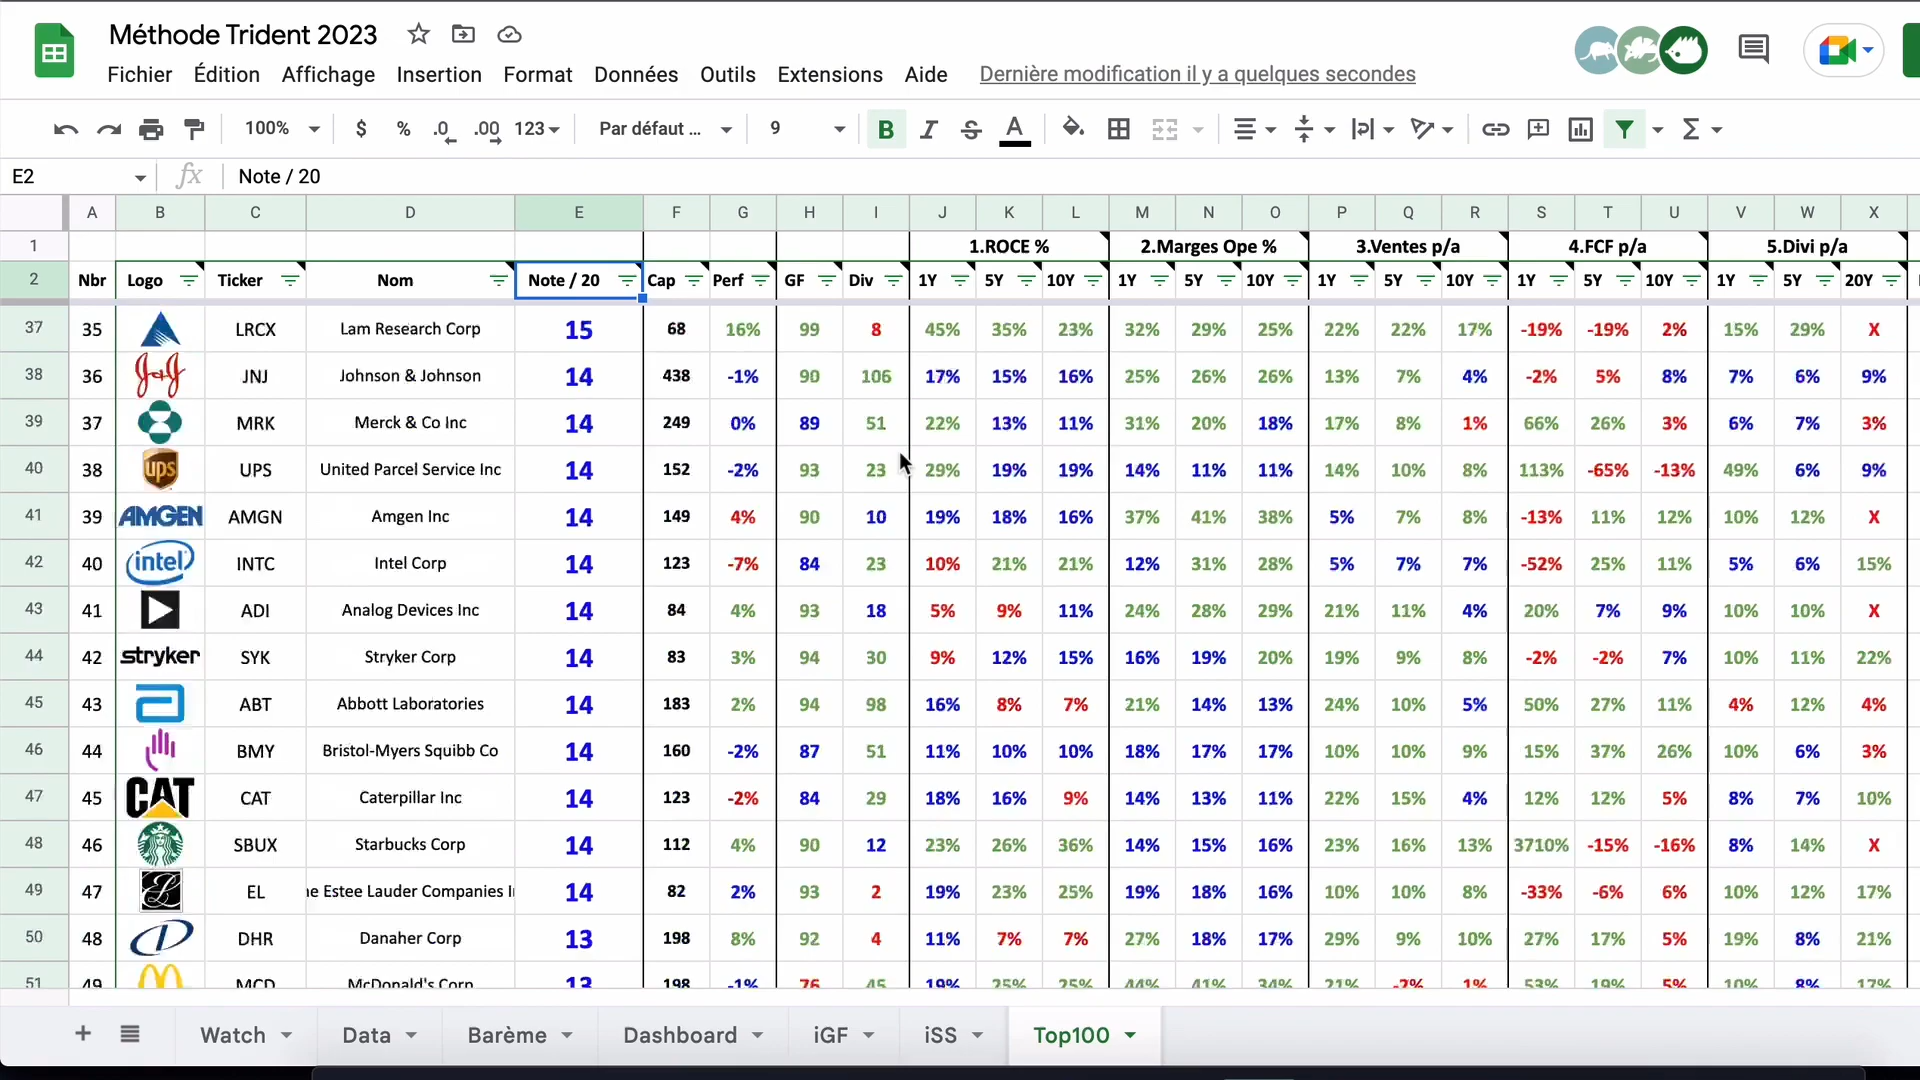 Méthode Trident 2023
Fichier Édition Affichage Insertion Format Données Outils Extensions Aide Dernière modification il y a quelques secondes
100% $ % .0 .00 123 Par défaut ... 9 B I S A Σ
E2 fx Note / 20
A B C D E F G H I J K L M N O P Q R S T U V W X
1 1.ROCE % 2.Marges Ope % 3.Ventes p/a 4.FCF p/a 5.Divi p/a
2 Nbr Logo Ticker Nom Note / 20 Cap Perf GF Div 1Y 5Y 10Y 1Y 5Y 10Y 1Y 5Y 10Y 1Y 5Y 10Y 1Y 5Y 20Y
37 35 LRCX Lam Research Corp 15 68 16% 99 8 45% 35% 23% 32% 29% 25% 22% 22% 17% -19% -19% 2% 15% 29% X
38 36 J&J JNJ Johnson & Johnson 14 438 -1% 90 106 17% 15% 16% 25% 26% 26% 13% 7% 4% -2% 5% 8% 7% 6% 9%
39 37 MRK Merck & Co Inc 14 249 0% 89 51 22% 13% 11% 31% 20% 18% 17% 8% 1% 66% 26% 3% 6% 7% 3%
40 38 ups UPS United Parcel Service Inc 14 152 -2% 93 23 29% 19% 19% 14% 11% 11% 14% 10% 8% 113% -65% -13% 49% 6% 9%
41 39 AMGEN AMGN Amgen Inc 14 149 4% 90 10 19% 18% 16% 37% 41% 38% 5% 7% 8% -13% 11% 12% 10% 12% X
42 40 intel INTC Intel Corp 14 123 -7% 84 23 10% 21% 21% 12% 31% 28% 5% 7% 7% -52% 25% 11% 5% 6% 15%
43 41 ADI Analog Devices Inc 14 84 4% 93 18 5% 9% 11% 24% 28% 29% 21% 11% 4% 20% 7% 9% 10% 10% X
44 42 stryker SYK Stryker Corp 14 83 3% 94 30 9% 12% 15% 16% 19% 20% 19% 9% 8% -2% -2% 7% 10% 11% 22%
45 43 ABT Abbott Laboratories 14 183 2% 94 98 16% 8% 7% 21% 14% 13% 24% 10% 5% 50% 27% 11% 4% 12% 4%
46 44 BMY Bristol-Myers Squibb Co 14 160 -2% 87 51 11% 10% 10% 18% 17% 17% 10% 10% 9% 15% 37% 26% 10% 6% 3%
47 45 CAT CAT Caterpillar Inc 14 123 -2% 84 29 18% 16% 9% 14% 13% 11% 22% 15% 4% 12% 12% 5% 8% 7% 10%
48 46 SBUX Starbucks Corp 14 112 4% 90 12 23% 26% 36% 14% 15% 16% 23% 16% 13% 3710% -15% -16% 8% 14% X
49 47 EL e Estee Lauder Companies I 14 82 2% 93 2 19% 23% 25% 19% 18% 16% 10% 10% 8% -33% -6% 6% 10% 12% 17%
50 48 DHR Danaher Corp 13 198 8% 92 4 11% 7% 7% 27% 18% 17% 29% 9% 10% 27% 17% 5% 19% 8% 21%
51 49 MCD McDonald's Corp 13 198 -1% 76 45 19% 25% 25% 44% 41% 34% 21% -2% 1% 53% 19% 5% 10% 8% 17%
+ Watch Data Barème Dashboard iGF iSS Top100